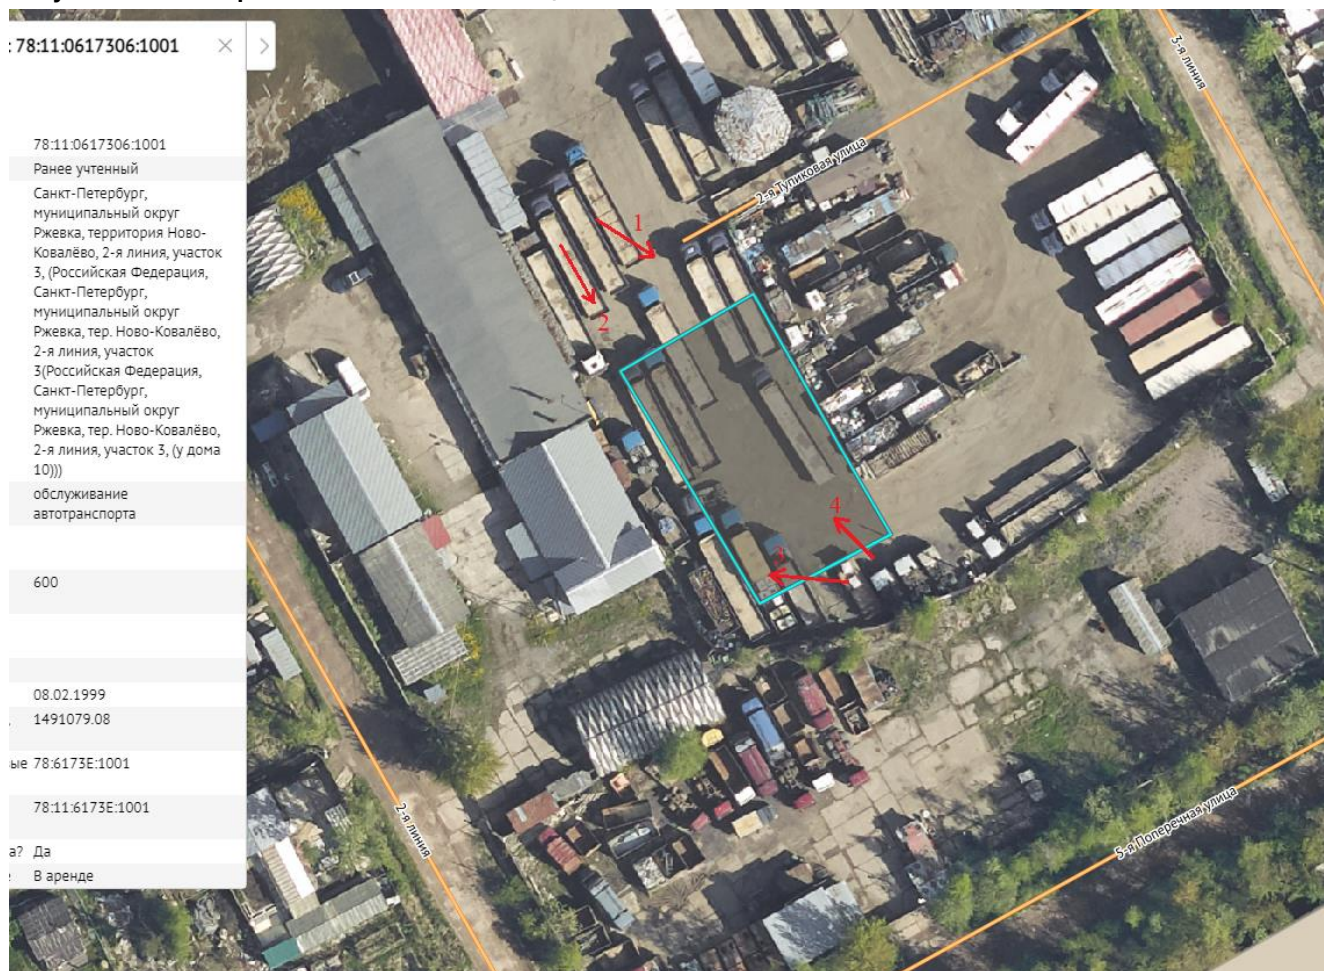 : 78:11:0617306:1001
78:11:0617306:1001
Ранее учтенный
Санкт-Петербург,
муниципальный округ
Ржевка, территория Ново-
Ковалёво, 2-я линия, участок
3, (Российская Федерация,
Санкт-Петербург,
муниципальный округ
Ржевка, тер. Ново-Ковалёво,
2-я линия, участок
3(Российская Федерация,
Санкт-Петербург,
муниципальный округ
Ржевка, тер. Ново-Ковалёво,
2-я линия, участок 3, (у дома
10)))
обслуживание
автотранспорта
600
08.02.1999
1491079.08
ые 78:6173E:1001
78:11:6173E:1001
а? Да
е В аренде
3-я линия
2-я Тупиковая улица
1
2
4
3
2-я линия
5-я Поперечная улица